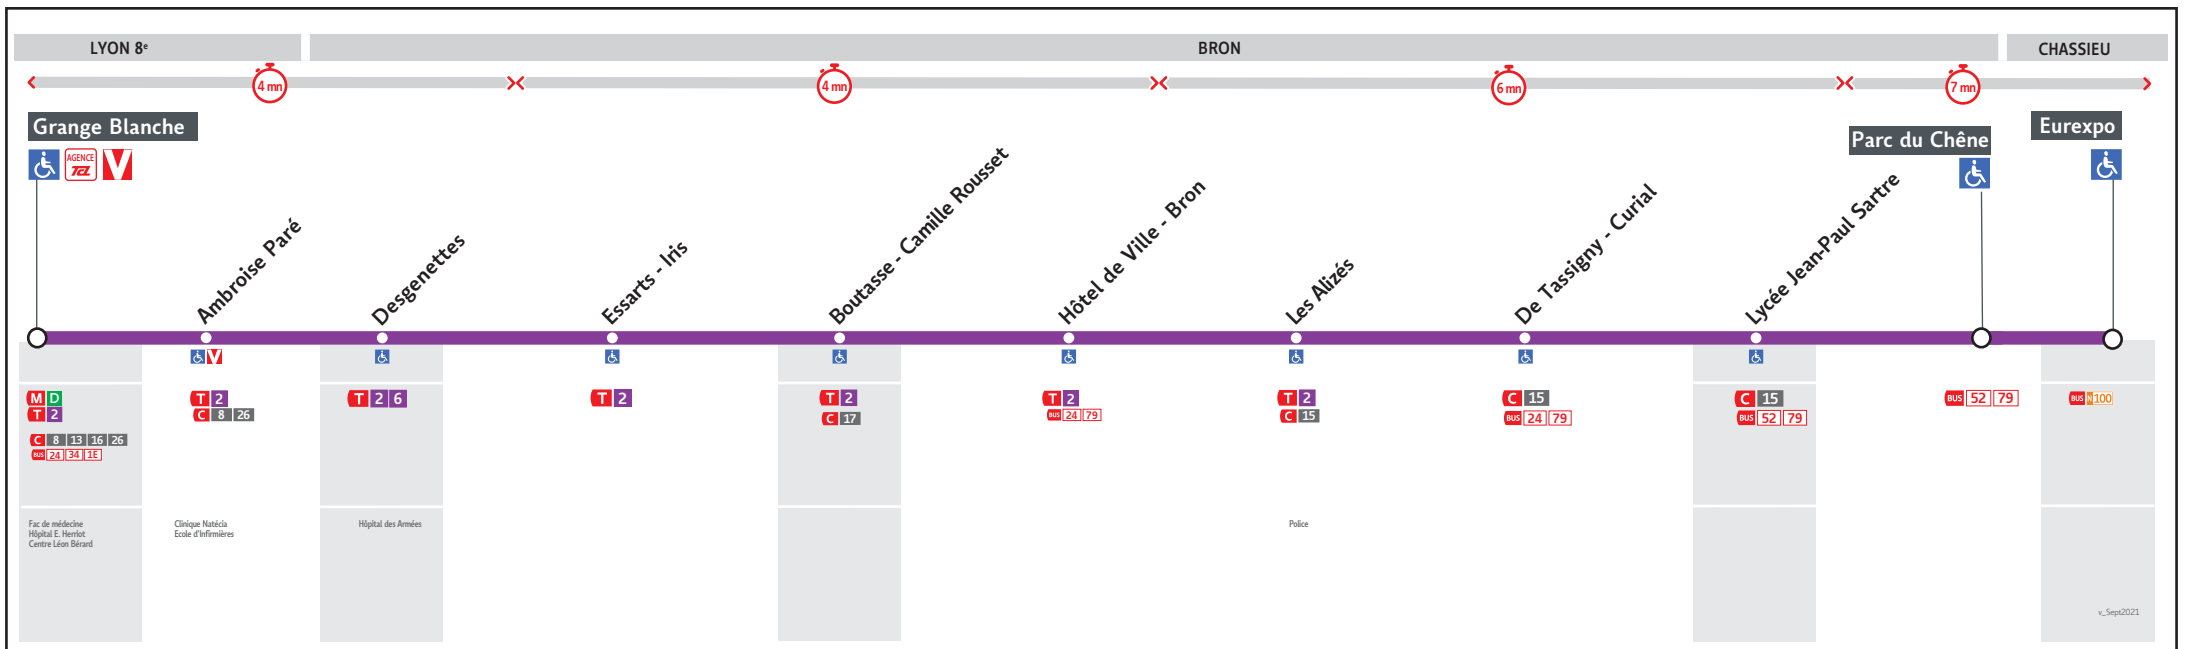 LYON 8e
BRON
CHASSIEU
4 mn
4 mn
6 mn
7 mn
Grange Blanche
AGENCE
TCL
V
Ambroise Paré
Desgenettes
Essarts - Iris
Boutasse - Camille Rousset
Hôtel de Ville - Bron
Les Alizés
De Tassigny - Curial
Lycée Jean-Paul Sartre
Parc du Chêne
Eurexpo
V
M D
T 2
C 8 13 16 26
BUS 24 34 1E
T 2
C 8 26
T 2 6
T 2
T 2
C 17
T 2
BUS 24 79
T 2
C 15
C 15
BUS 24 79
C 15
BUS 52 79
BUS 52 79
BUS N100
Fac de médecine
Hôpital E. Herriot
Centre Léon Bérard
Clinique Natécia
Ecole d'Infirmières
Hôpital des Armées
Police
v_Sept2021